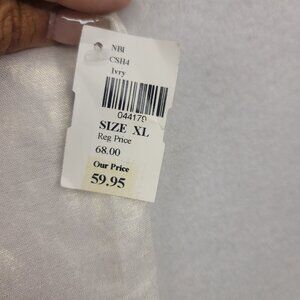 NBI
CSH4
Ivry
044179
SIZE XL
Reg Price
68.00
Our Price
59.95